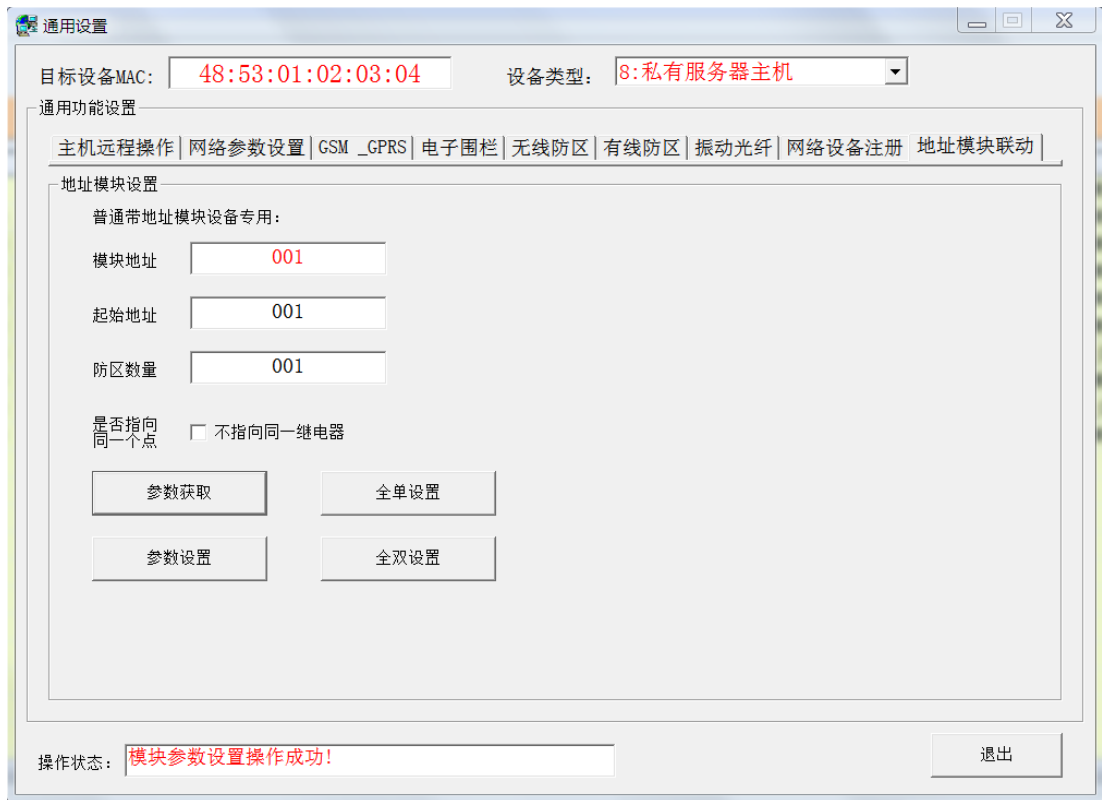 通用设置
目标设备MAC: 48:53:01:02:03:04 设备类型: 8:私有服务器主机
通用功能设置
主机远程操作 网络参数设置 GSM _GPRS 电子围栏 无线防区 有线防区 振动光纤 网络设备注册 地址模块联动
地址模块设置
普通带地址模块设备专用:
模块地址 001
起始地址 001
防区数量 001
是否指向
同一个点 不指向同一继电器
参数获取 全单设置
参数设置 全双设置
操作状态: 模块参数设置操作成功! 退出